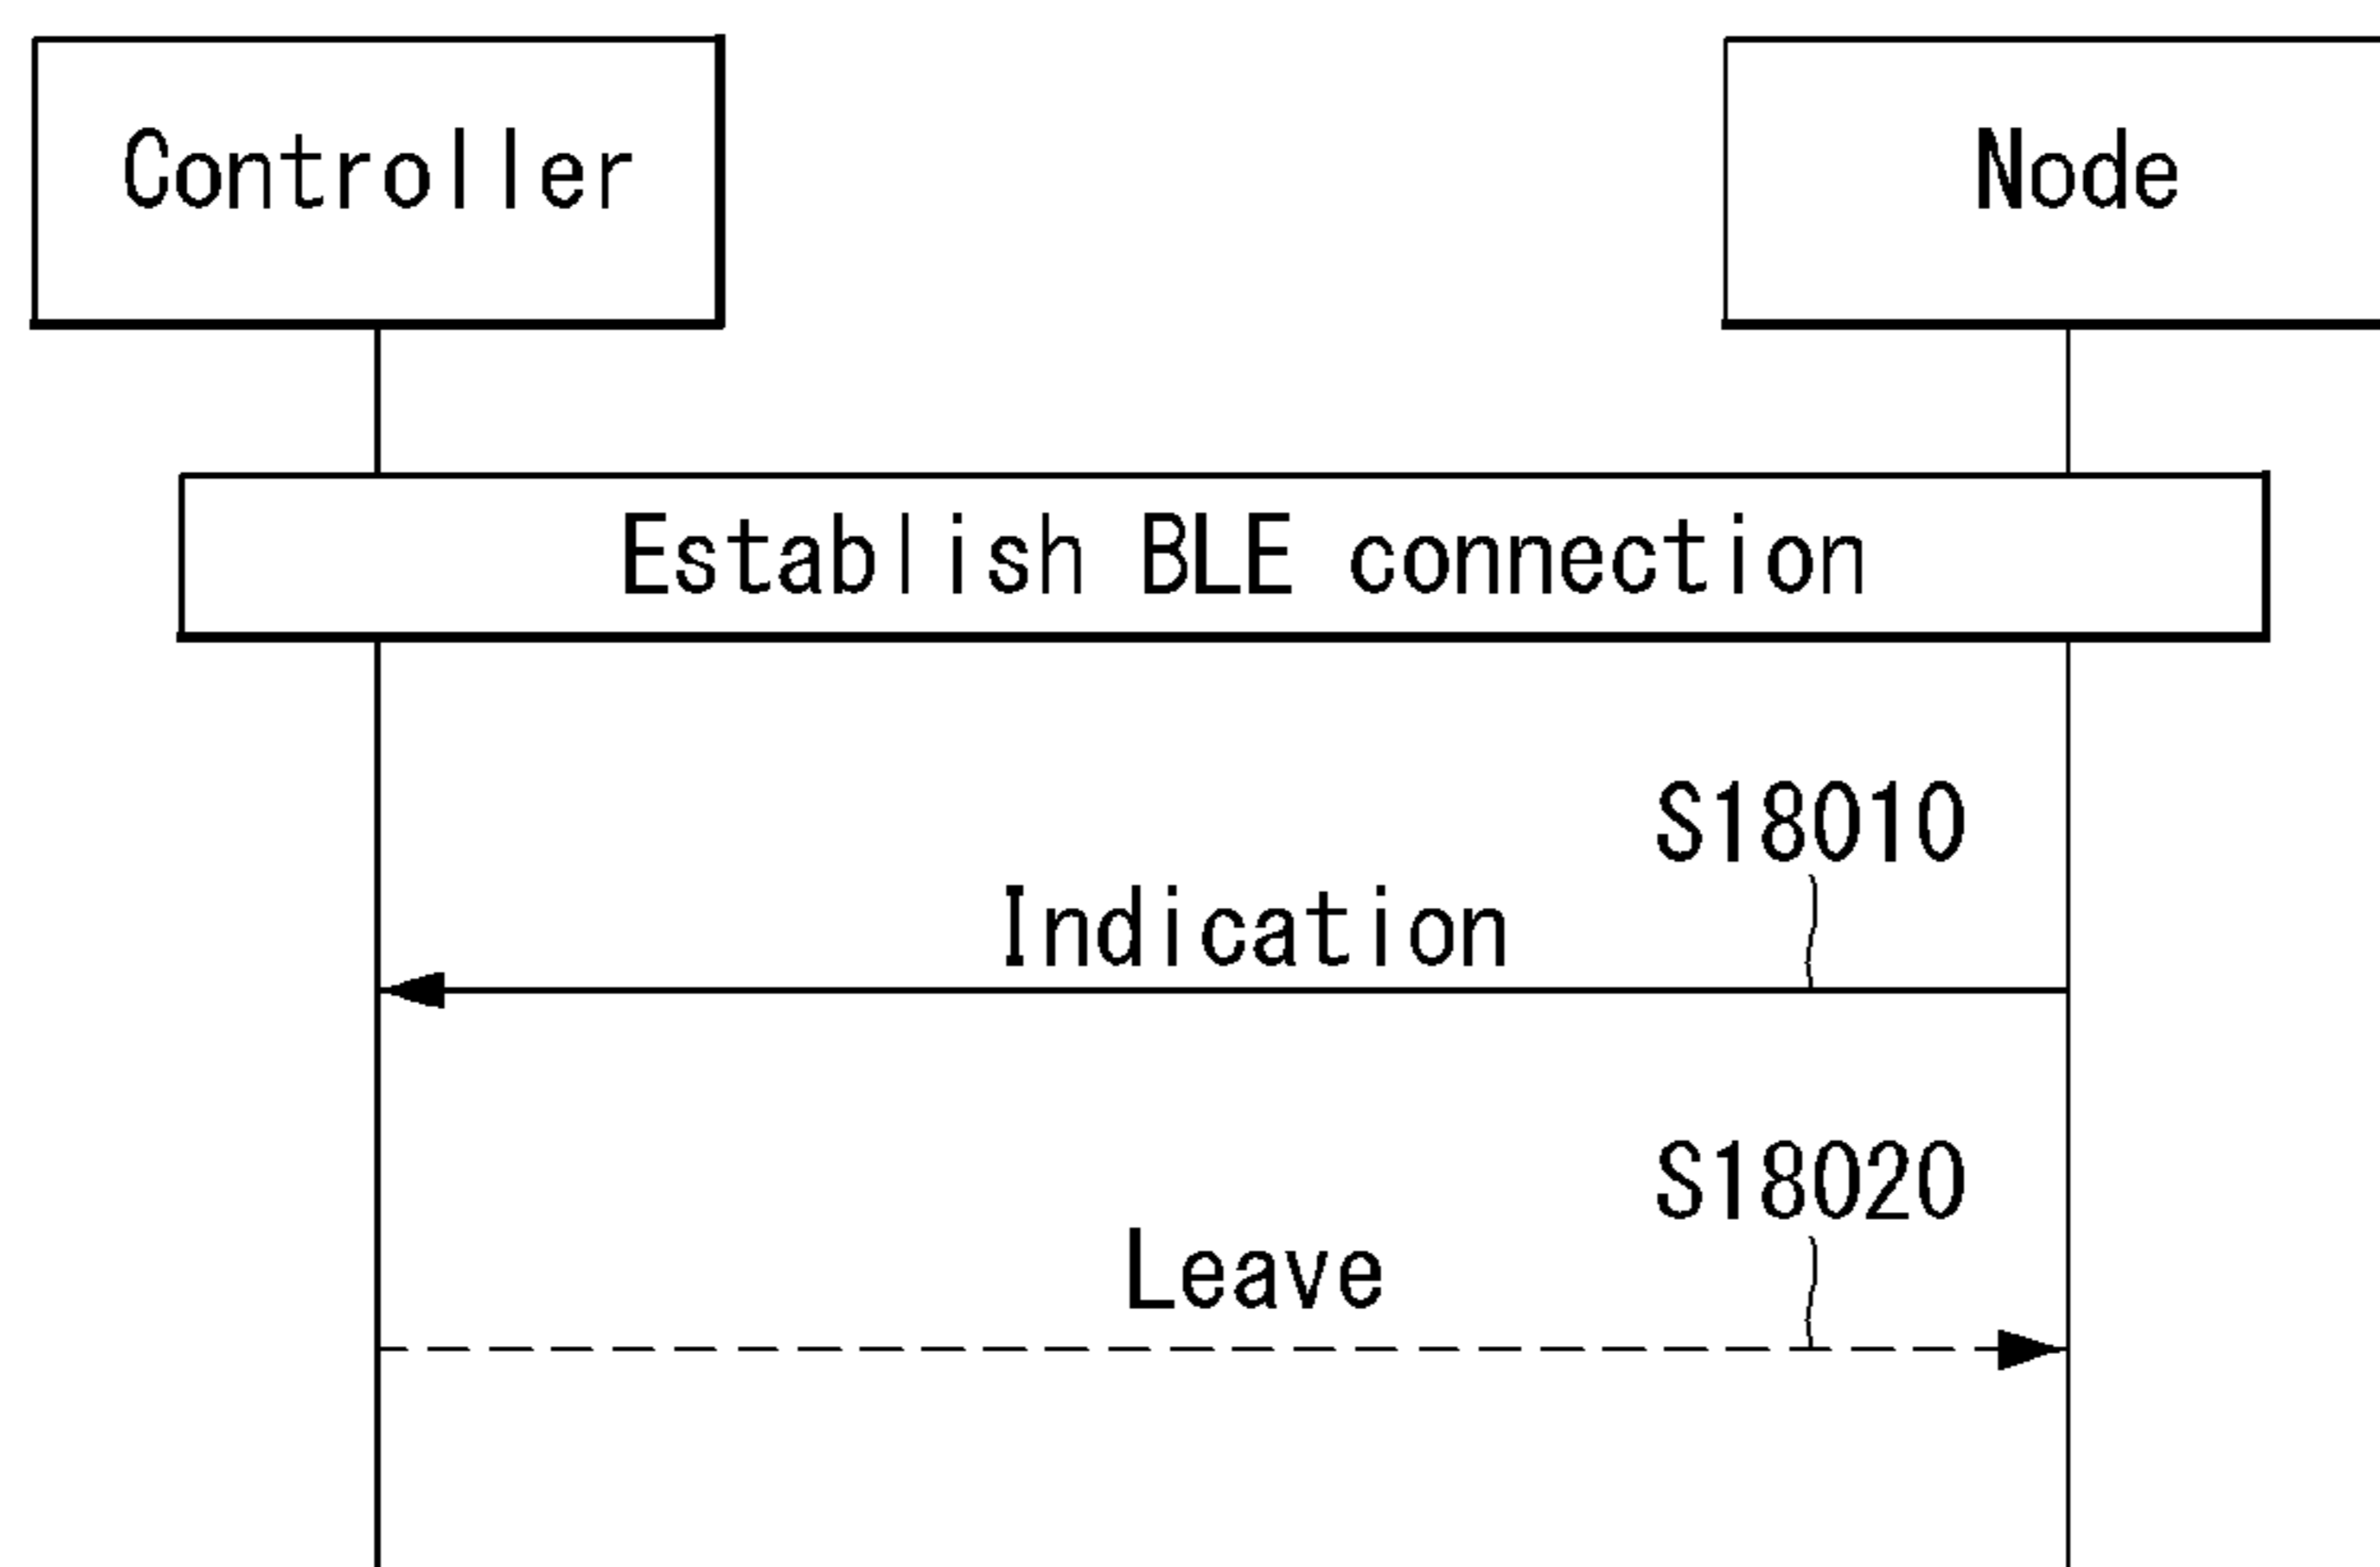 Controller
Node
Establish BLE connection
S18010
Indication
S18020
Leave